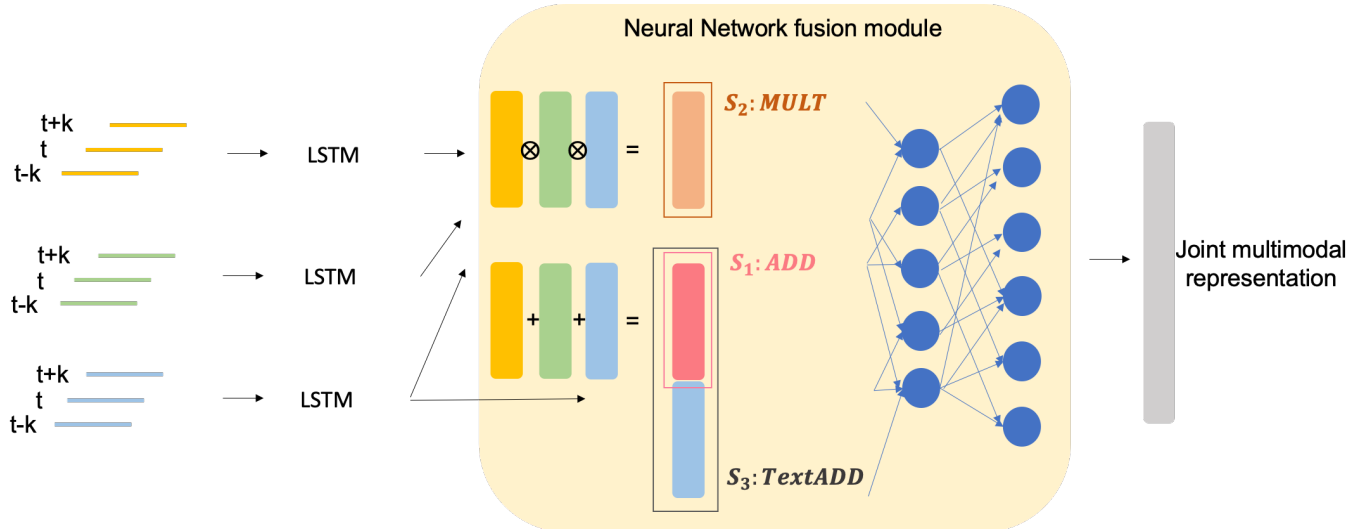 Neural Network fusion module
t+k
t
t-k
LSTM
⊗ ⊗ =
S₂: MULT
t+k
t
t-k
LSTM
+ + =
S₁: ADD
Joint multimodal
representation
t+k
t
t-k
LSTM
S₃: TextADD